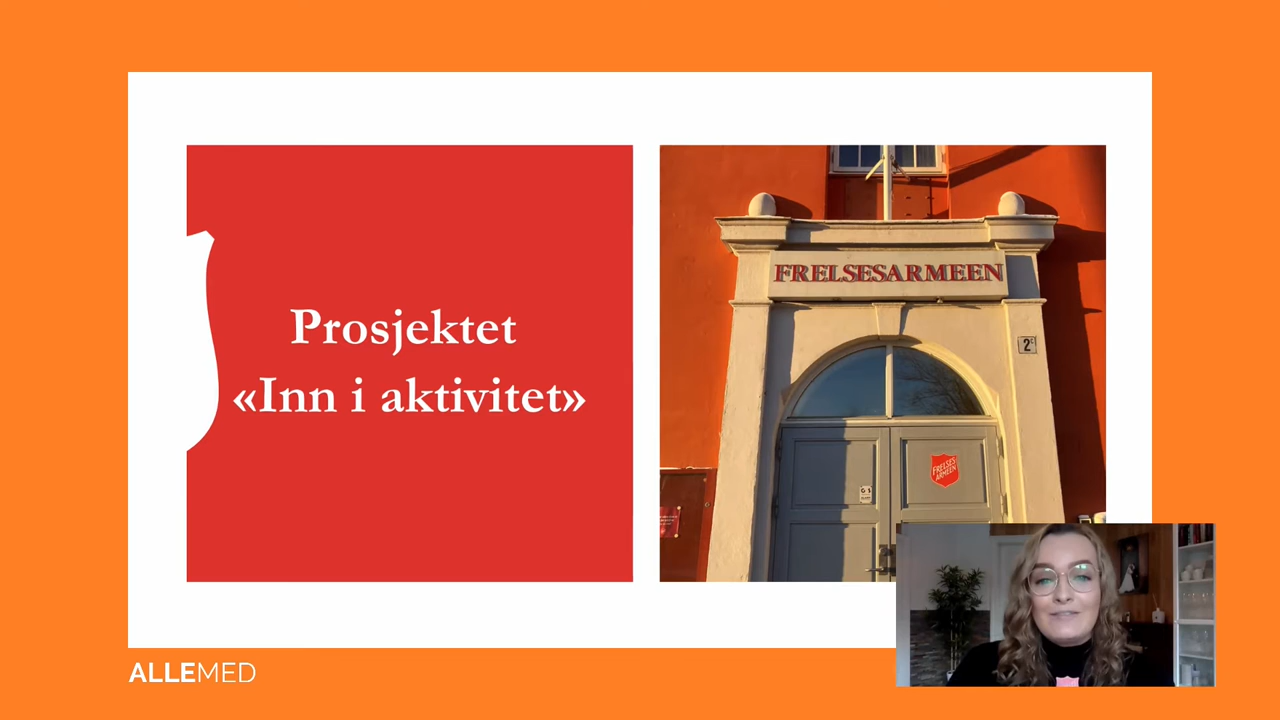 Prosjektet
«Inn i aktivitet»
FRELSESARMEEN
2c
FRELSES
ARMEEN
ALLEMED